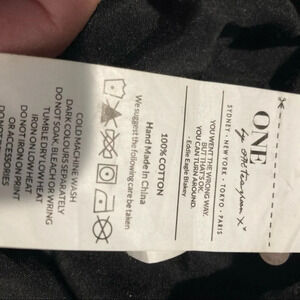 ONE
by One Teaspoon X
SYDNEY · NEW YORK · TOKYO · PARIS
YOU WENT THE WRONG WAY.
BUT THAT'S OK.
YOU CAN TURN AROUND.
- Eddie Eagle Blakey
100% COTTON
Hand Made In China
We suggest the following care be taken
COLD MACHINE WASH
DARK COLOURS SEPARATELY
DO NOT SOAK, BLEACH OR WRING
TUMBLE DRY LOW HEAT
IRON ON LOW HEAT
DO NOT IRON ON PRINT
OR ACCESSORIES